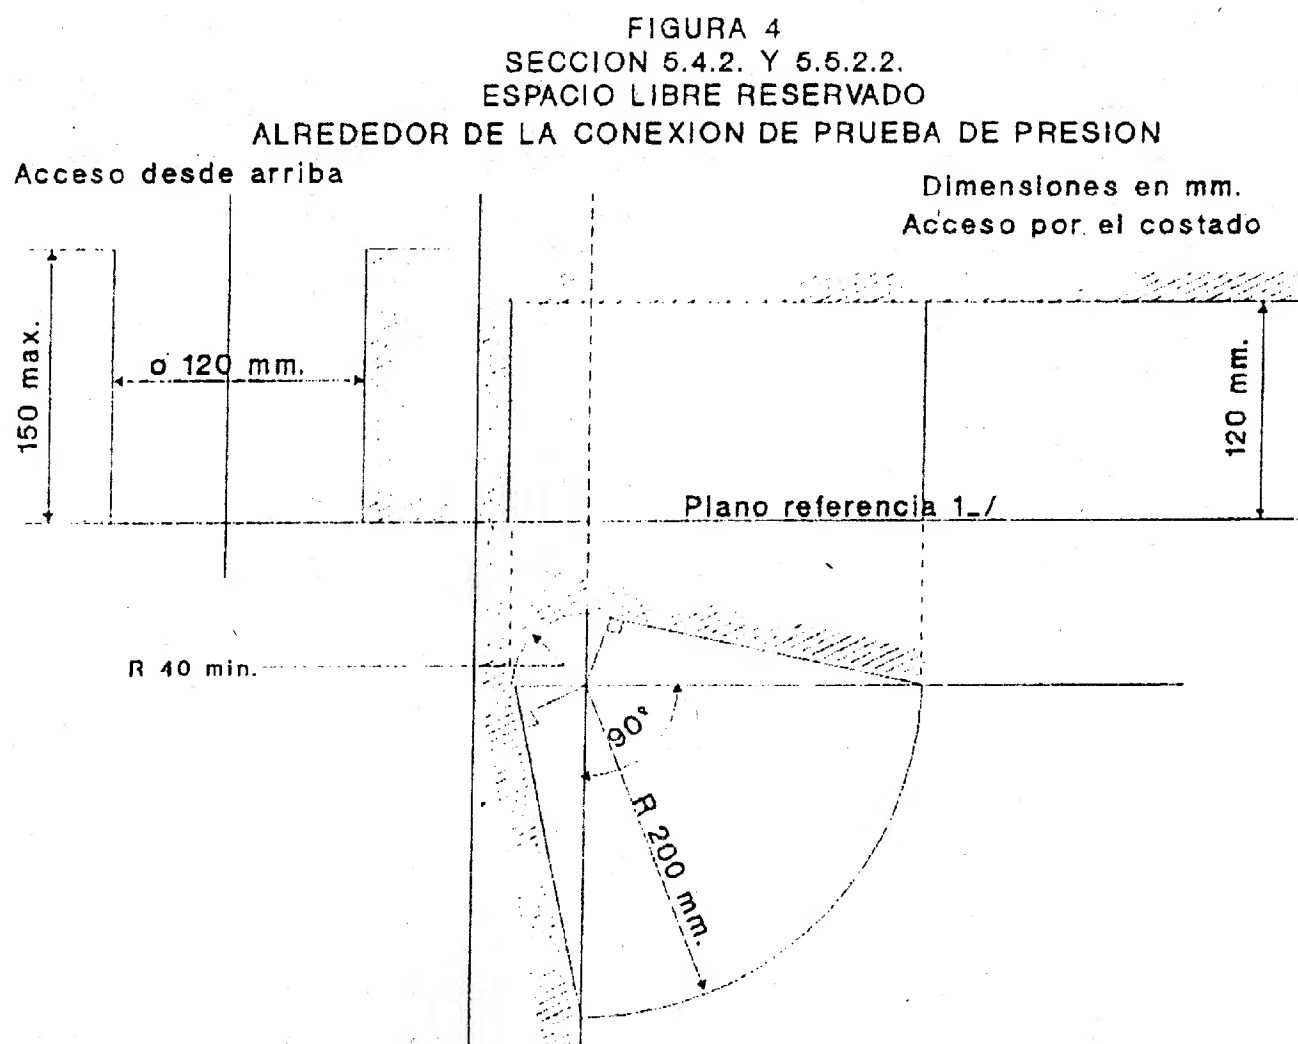 FIGURA 4
SECCION 5.4.2. Y 5.5.2.2.
ESPACIO LIBRE RESERVADO
ALREDEDOR DE LA CONEXION DE PRUEBA DE PRESION
Acceso desde arriba
Dimensiones en mm.
Acceso por el costado
150 max.
o 120 mm.
120 mm.
Plano referencia 1_/
R 40 min.
90°
R 200 mm.